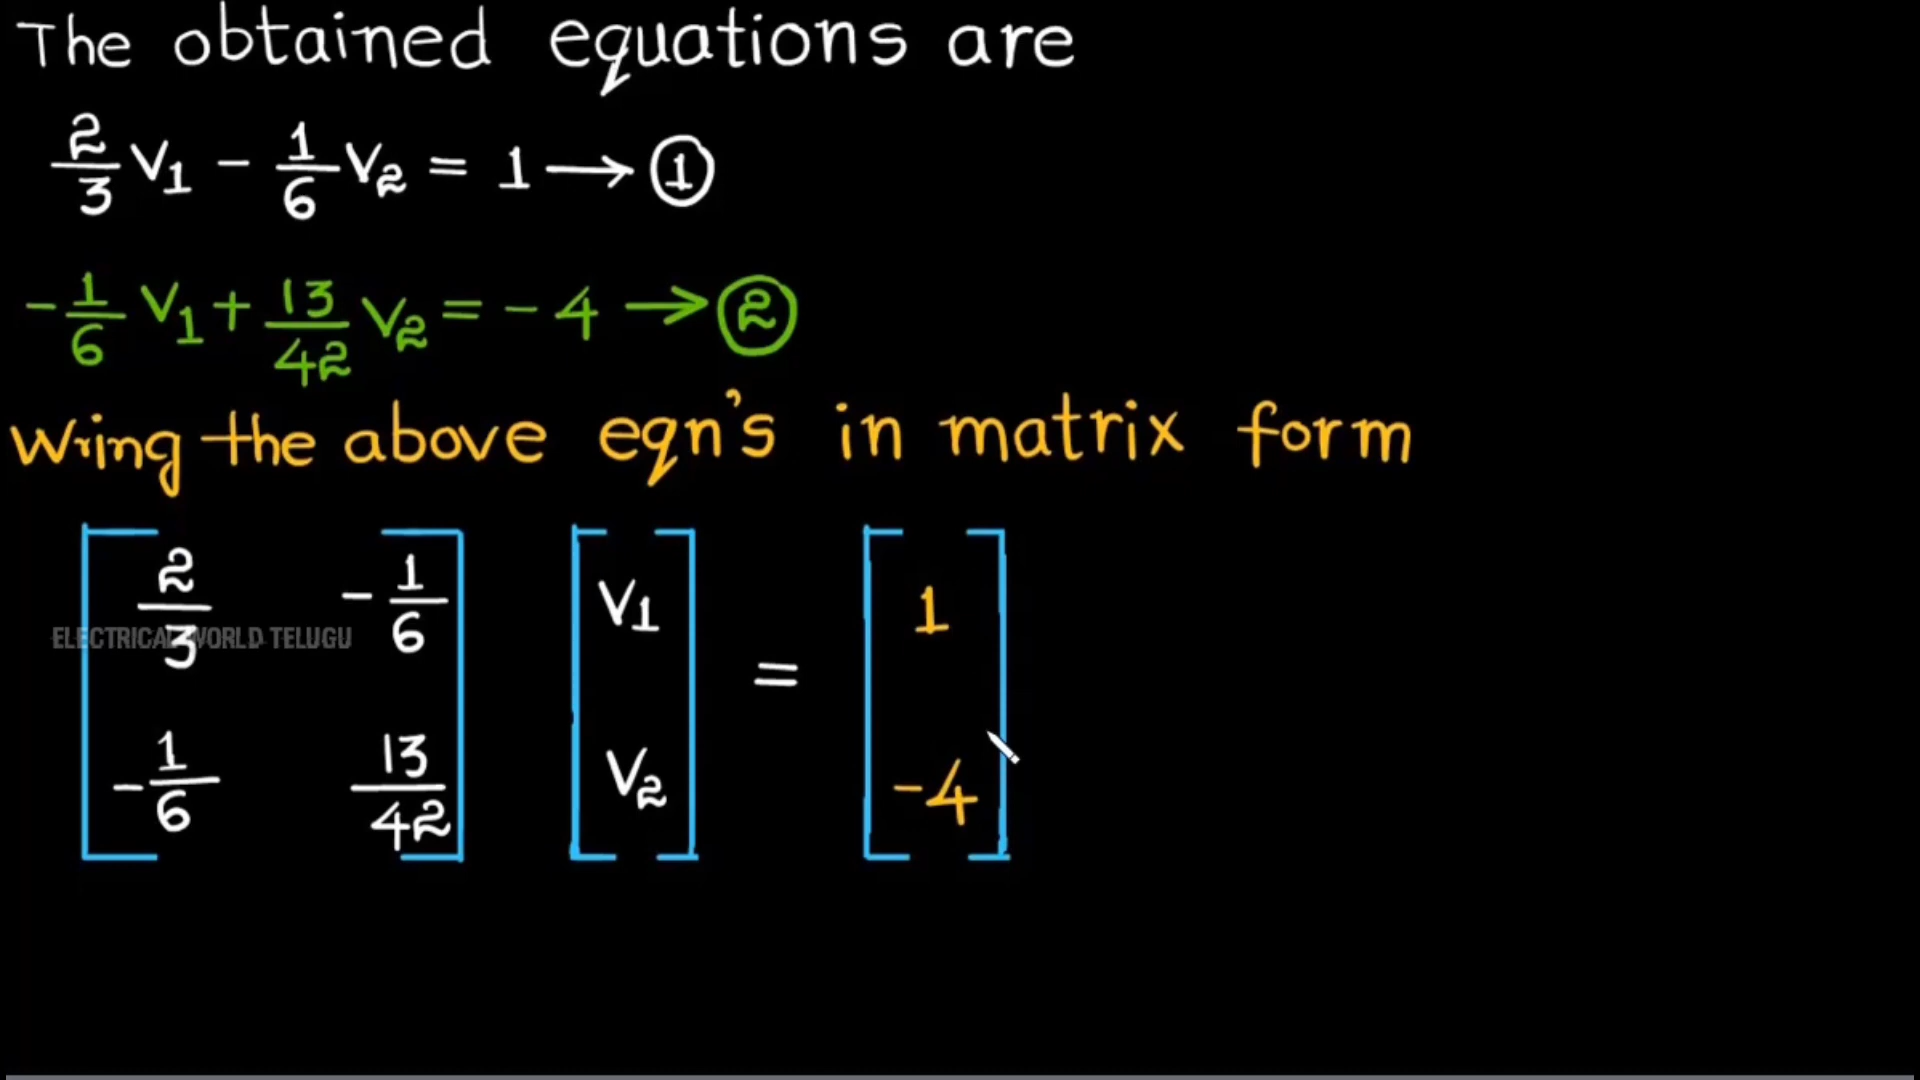 The obtained equations are
2/3 V₁ - 1/6 V₂ = 1 → ①
-1/6 V₁ + 13/42 V₂ = -4 → ②
Wring the above eqn's in matrix form
[2/3 -1/6] [V₁] = [1]
ELECTRICAL WORLD TELUGU
[-1/6 13/42] [V₂] [-4]